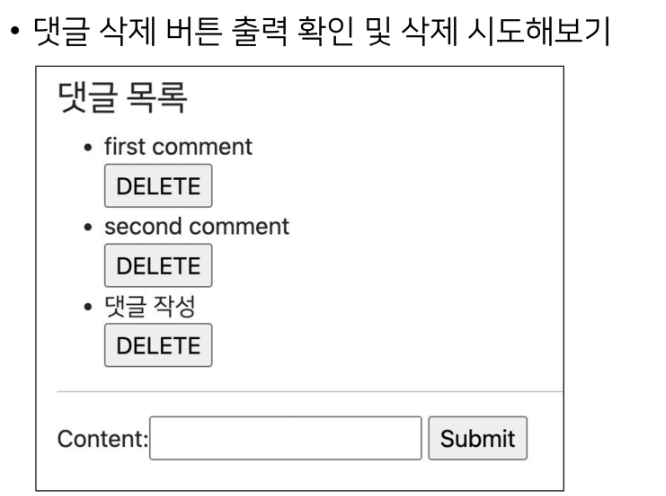 • 댓글 삭제 버튼 출력 확인 및 삭제 시도해보기
댓글 목록
• first comment
DELETE
• second comment
DELETE
• 댓글 작성
DELETE
Content: Submit